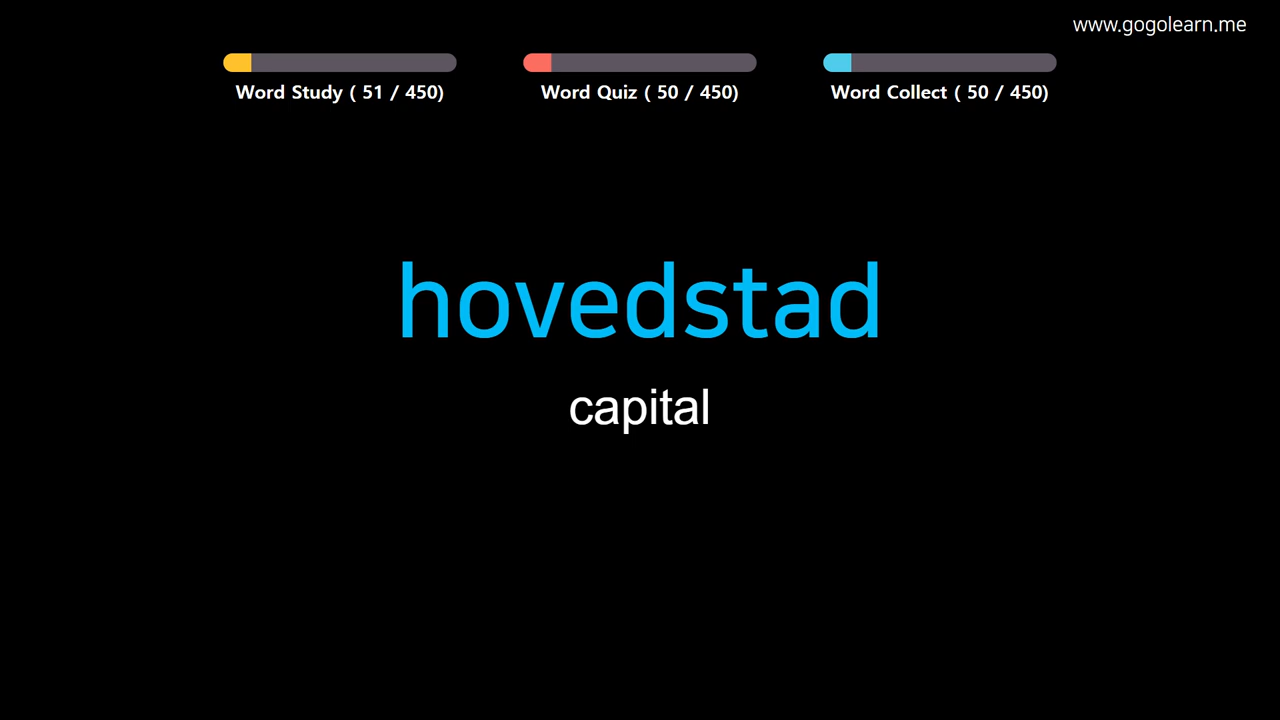 www.gogolearn.me
Word Study ( 51 / 450)
Word Quiz ( 50 / 450)
Word Collect ( 50 / 450)
hovedstad
capital